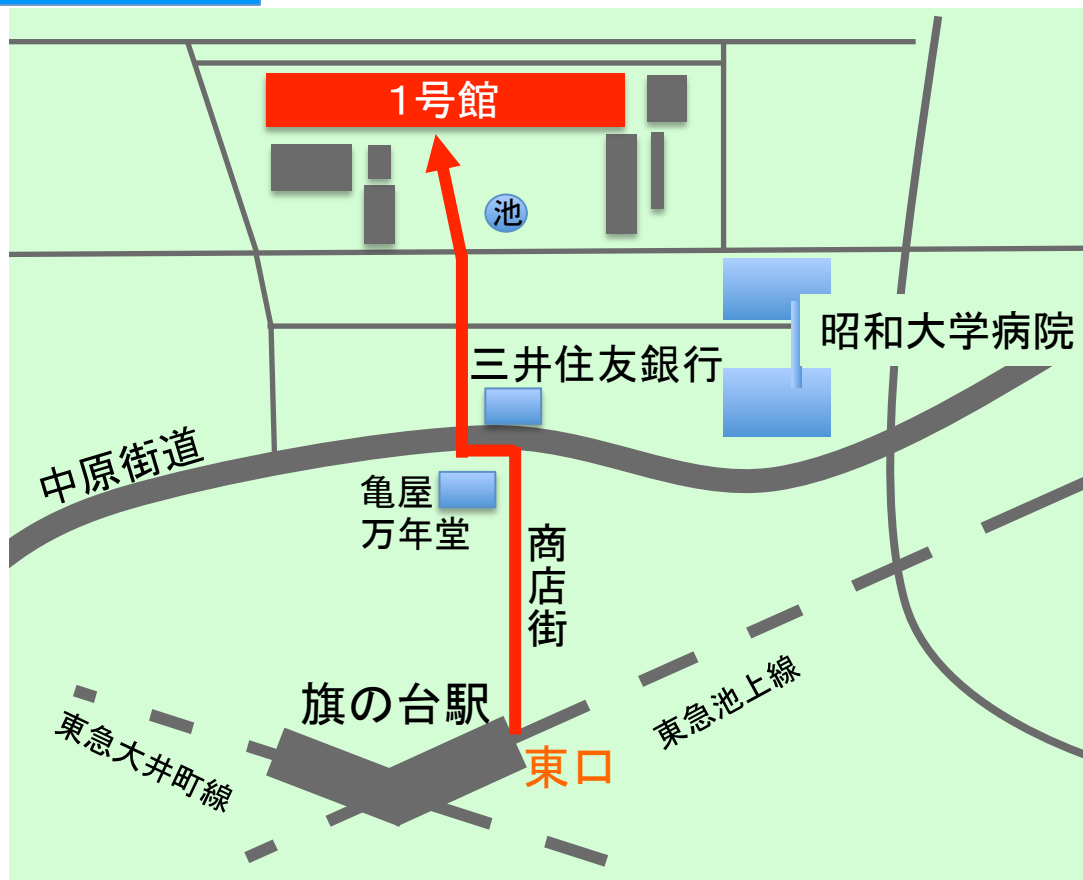 1号館
池
昭和大学病院
三井住友銀行
中原街道
亀屋
万年堂
商店街
旗の台駅
東急池上線
東急大井町線
東口